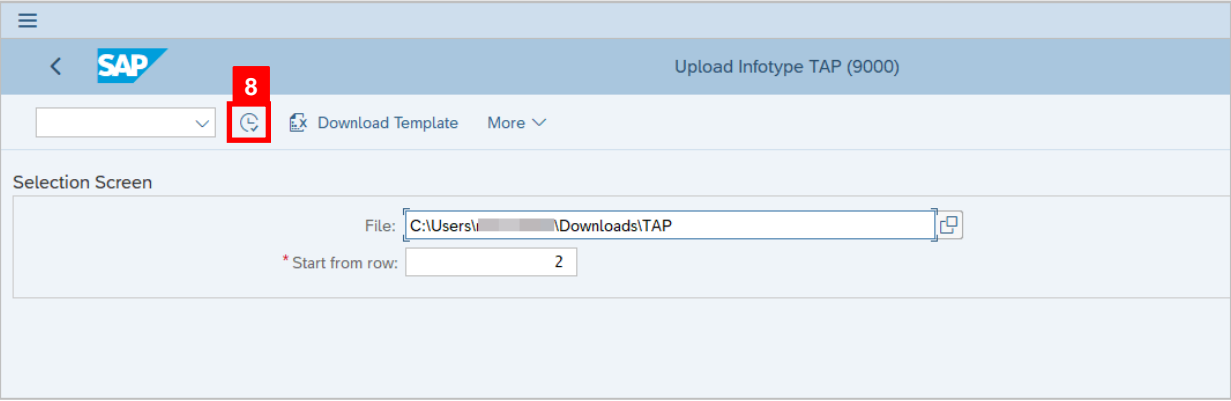 SAP
Upload Infotype TAP (9000)
8
Download Template More
Selection Screen
File: C:\Users\ \Downloads\TAP
* Start from row: 2